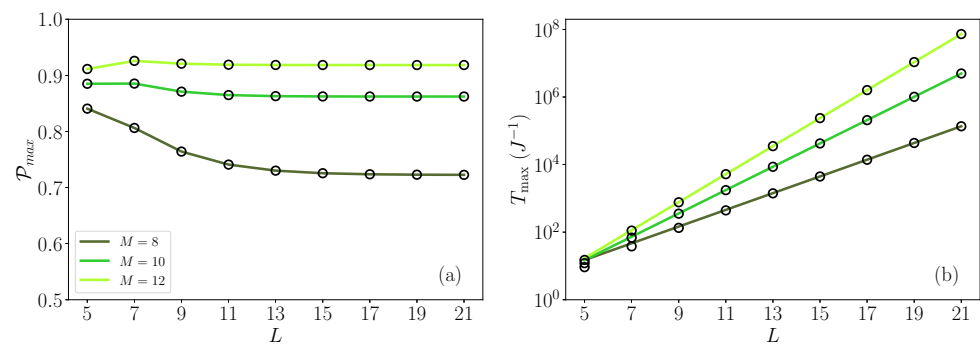 1.0
0.9
0.8
0.7
0.6
0.5
𝒫max
M = 8
M = 10
M = 12
(a)
5 7 9 11 13 15 17 19 21
L
10⁸
10⁶
10⁴
10²
10⁰
Tmax (J⁻¹)
(b)
5 7 9 11 13 15 17 19 21
L